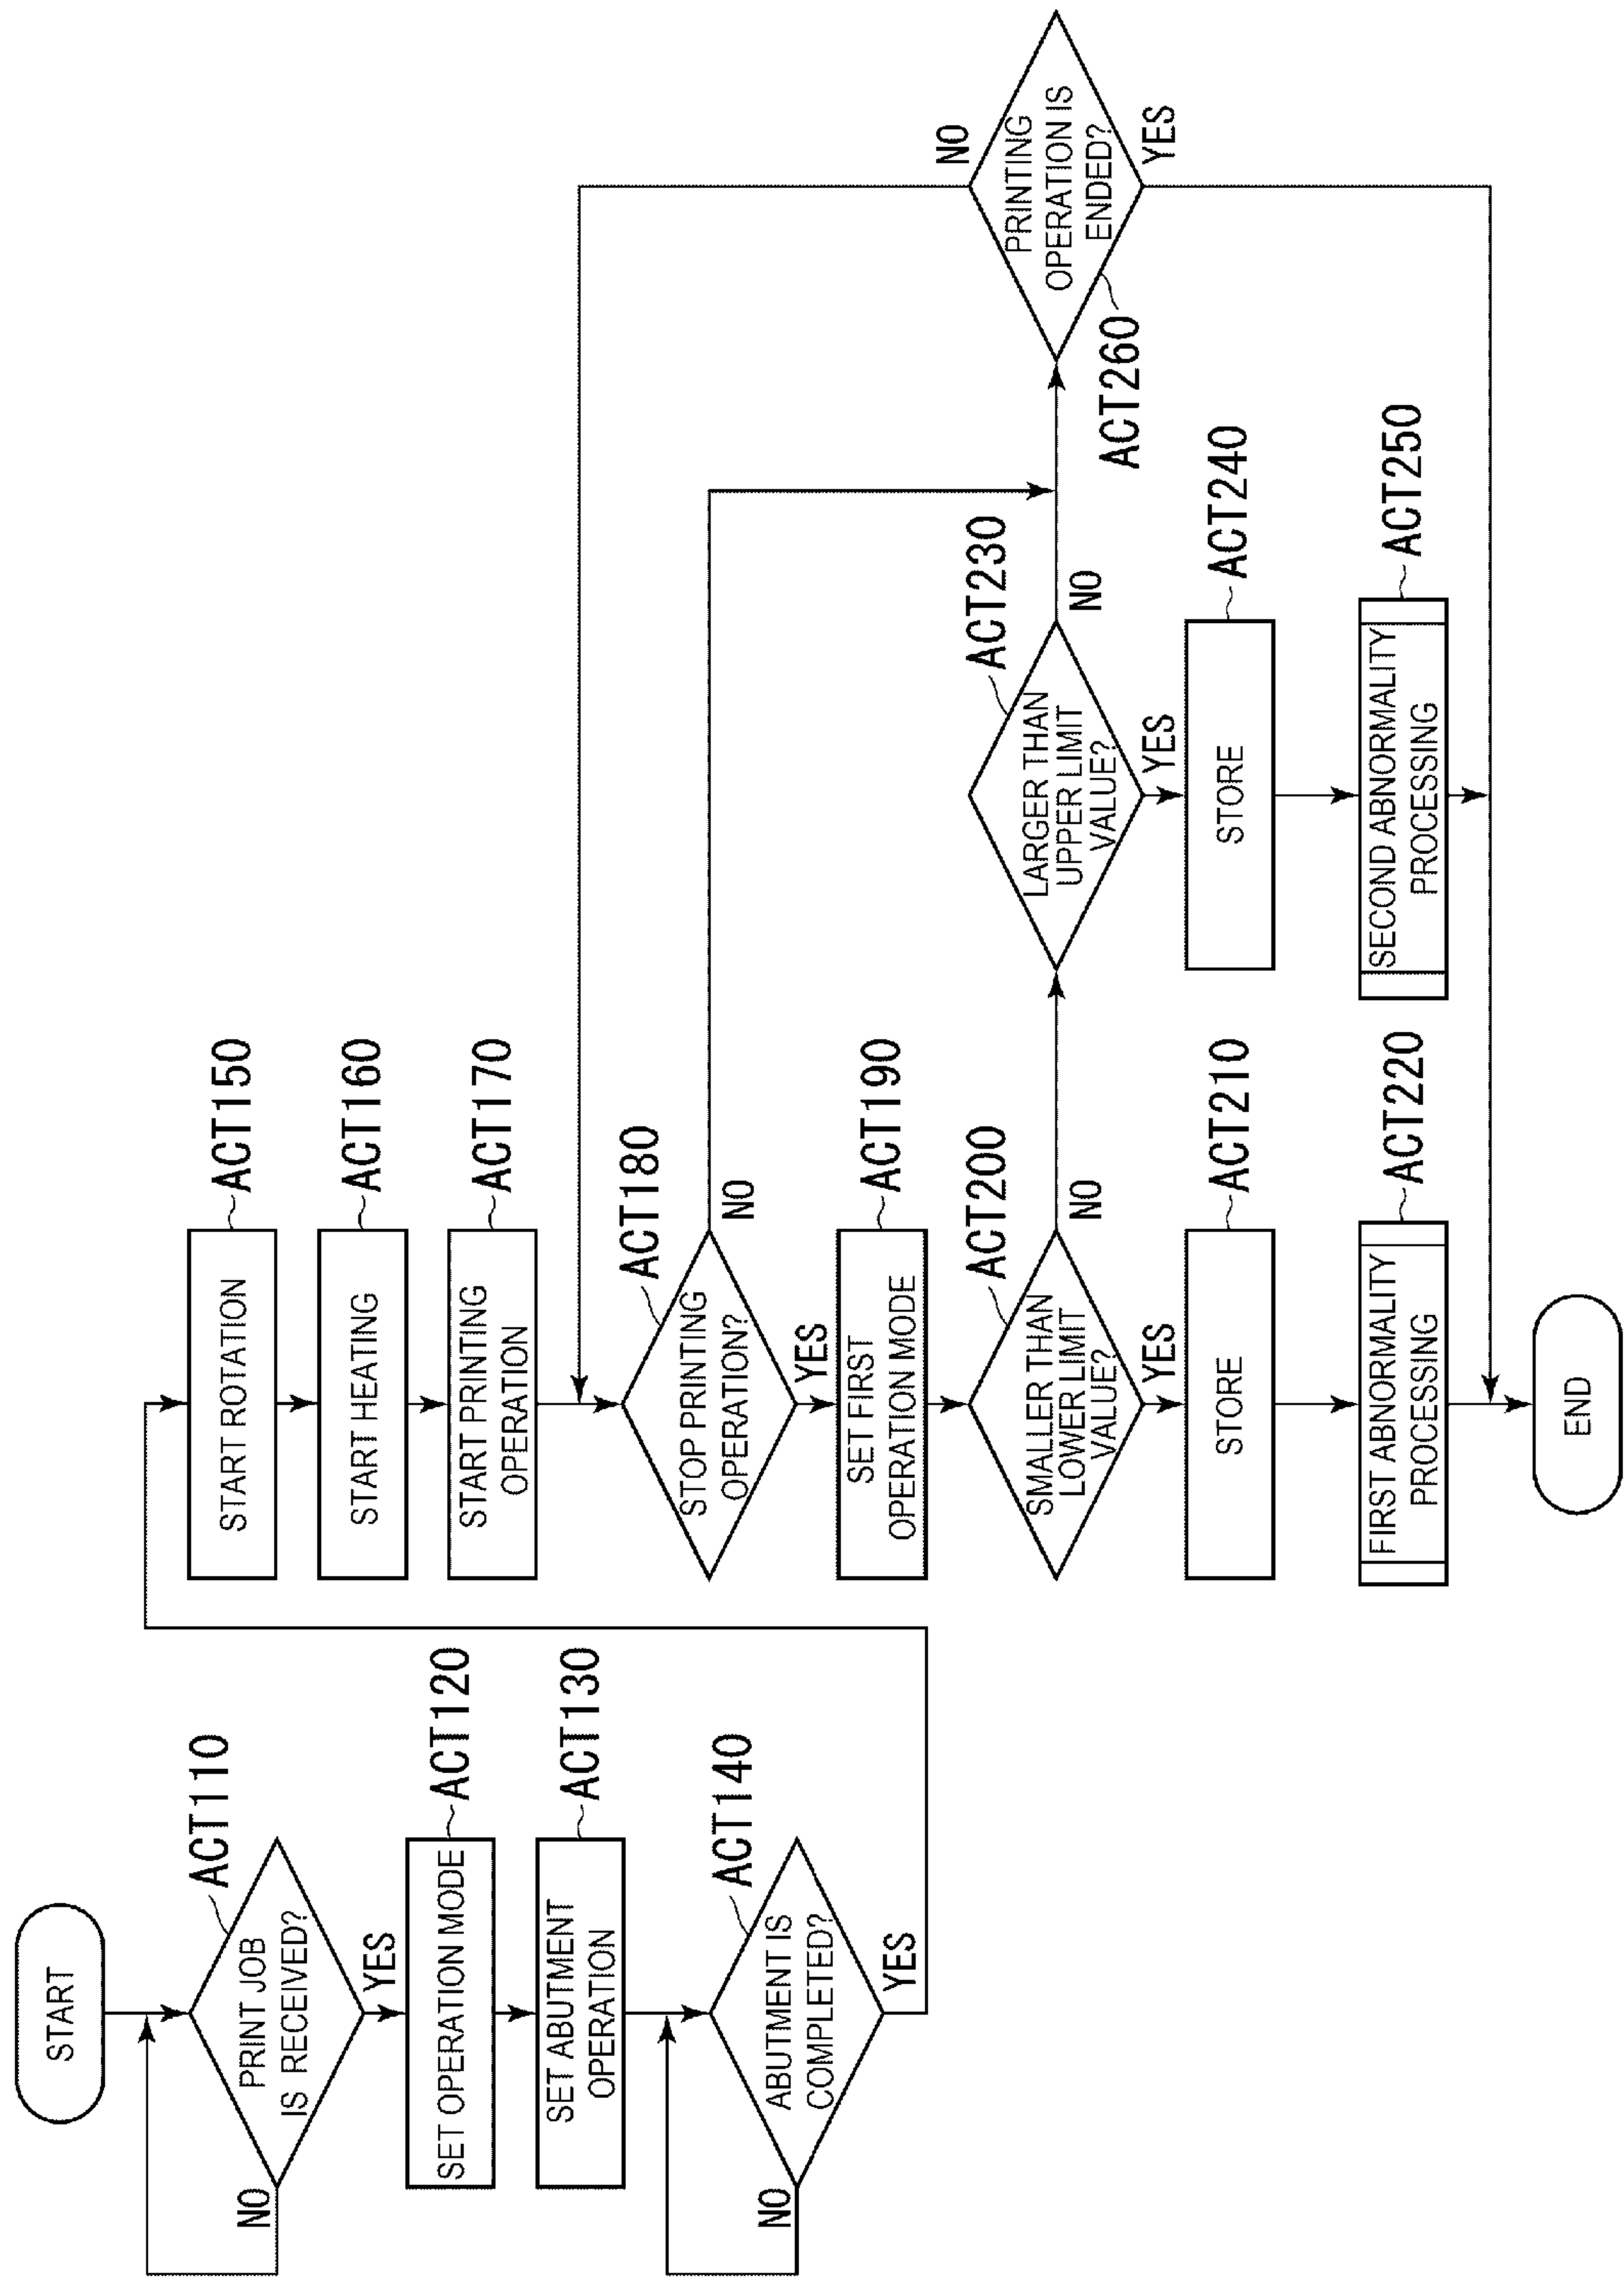 START
ACT110
PRINT JOB
IS RECEIVED?
NO
YES
SET OPERATION MODE
ACT120
SET ABUTMENT
OPERATION
ACT130
ACT140
ABUTMENT IS
COMPLETED?
NO
YES
START ROTATION
ACT150
START HEATING
ACT160
START PRINTING
OPERATION
ACT170
ACT180
STOP PRINTING
OPERATION?
NO
YES
SET FIRST
OPERATION MODE
ACT190
ACT200
SMALLER THAN
LOWER LIMIT
VALUE?
NO
YES
STORE
ACT210
FIRST ABNORMALITY
PROCESSING
ACT220
ACT230
LARGER THAN
UPPER LIMIT
VALUE?
NO
YES
STORE
ACT240
SECOND ABNORMALITY
PROCESSING
ACT250
NO
PRINTING
OPERATION IS
ENDED?
YES
ACT260
END